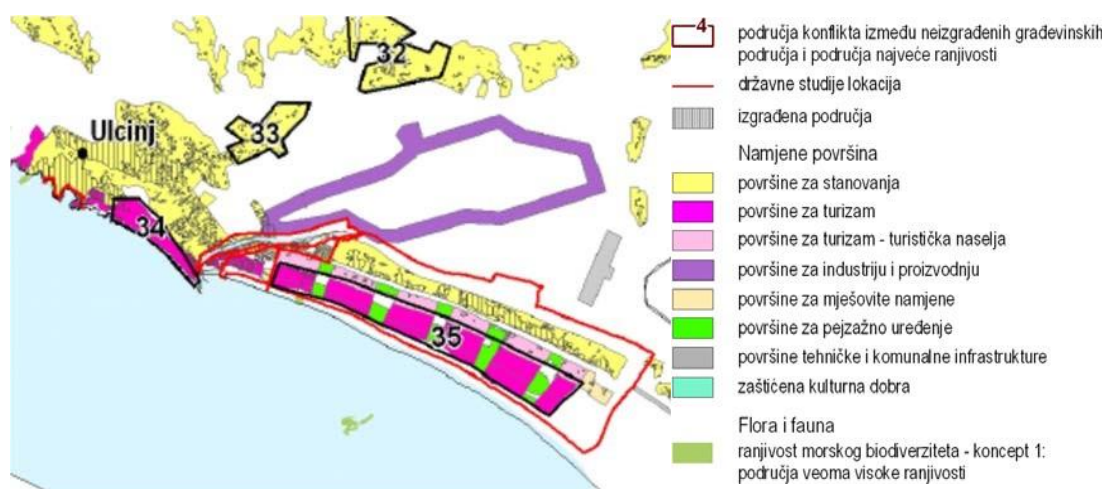 32
33
Ulcinj
34
35
4
područja konflikta između neizgrađenih građevinskih
područja i područja najveće ranjivosti
državne studije lokacija
izgrađena područja
Namjene površina
površine za stanovanja
površine za turizam
površine za turizam - turistička naselja
površine za industriju i proizvodnju
površine za mješovite namjene
površine za pejzažno uređenje
površine tehničke i komunalne infrastrukture
zaštićena kulturna dobra
Flora i fauna
ranjivost morskog biodiverziteta - koncept 1:
područja veoma visoke ranjivosti